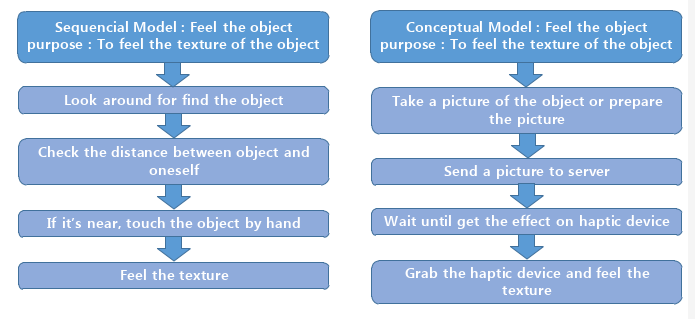 Sequencial Model : Feel the object
purpose : To feel the texture of the object
Look around for find the object
Check the distance between object and
oneself
If it's near, touch the object by hand
Feel the texture
Conceptual Model : Feel the object
purpose : To feel the texture of the object
Take a picture of the object or prepare
the picture
Send a picture to server
Wait until get the effect on haptic device
Grab the haptic device and feel the
texture